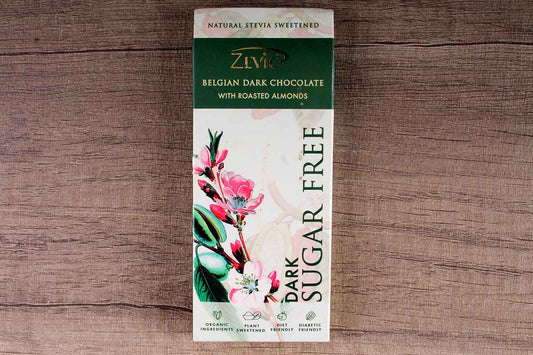 NATURAL STEVIA SWEETENED
ZEVIC
BELGIAN DARK CHOCOLATE
WITH ROASTED ALMONDS
DARK
SUGAR FREE
ORGANIC INGREDIENTS
PLANT SWEETENED
DIET FRIENDLY
DIABETIC FRIENDLY